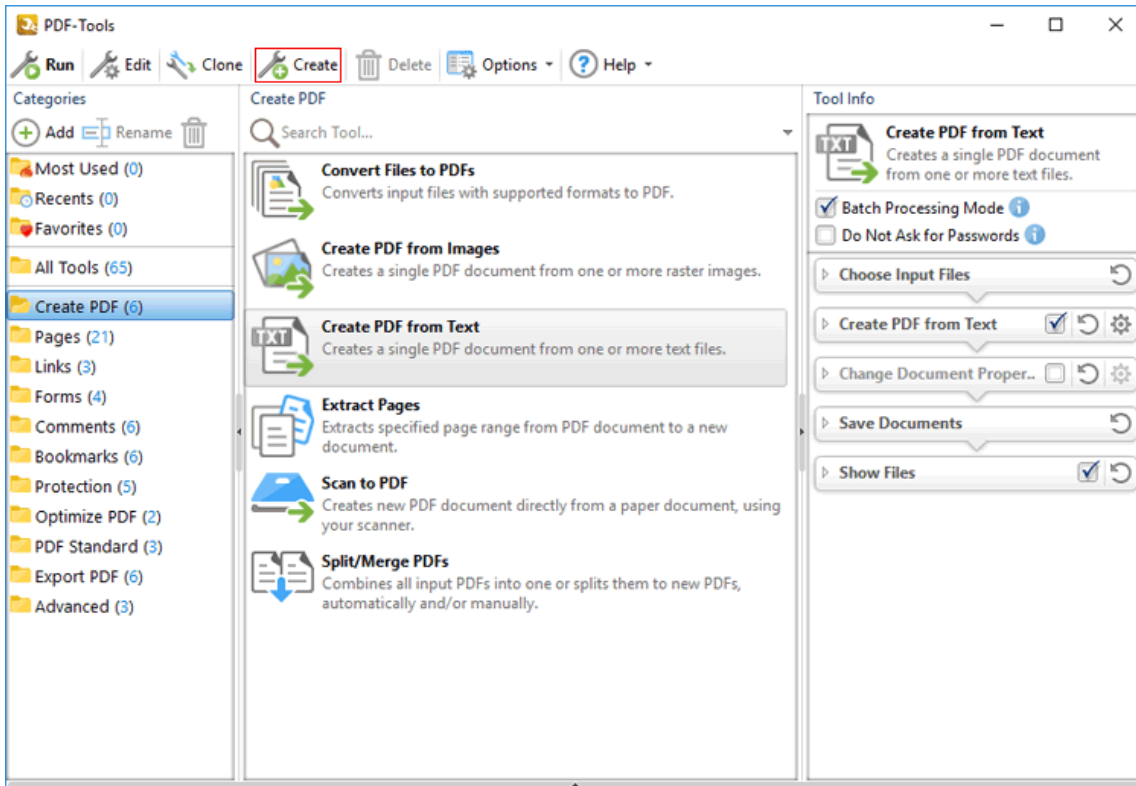 PDF-Tools
Run Edit Clone Create Delete Options Help
Categories
Add Rename
Most Used (0)
Recents (0)
Favorites (0)
All Tools (65)
Create PDF (6)
Pages (21)
Links (3)
Forms (4)
Comments (6)
Bookmarks (6)
Protection (5)
Optimize PDF (2)
PDF Standard (3)
Export PDF (6)
Advanced (3)
Create PDF
Search Tool...
Convert Files to PDFs
Converts input files with supported formats to PDF.
Create PDF from Images
Creates a single PDF document from one or more raster images.
TXT
Create PDF from Text
Creates a single PDF document from one or more text files.
Extract Pages
Extracts specified page range from PDF document to a new
document.
Scan to PDF
Creates new PDF document directly from a paper document, using
your scanner.
Split/Merge PDFs
Combines all input PDFs into one or splits them to new PDFs,
automatically and/or manually.
Tool Info
TXT
Create PDF from Text
Creates a single PDF document
from one or more text files.
Batch Processing Mode
Do Not Ask for Passwords
Choose Input Files
Create PDF from Text
Change Document Proper..
Save Documents
Show Files